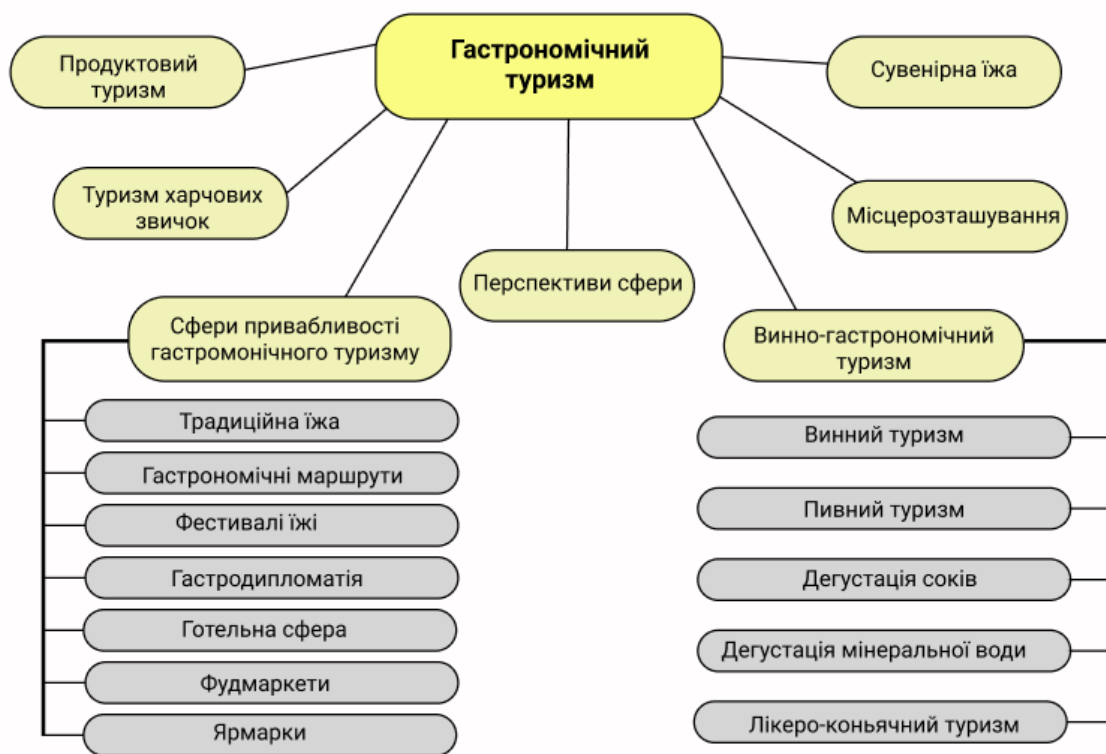 Гастрономічний
туризм
Продуктовий
туризм
Сувенірна їжа
Туризм харчових
звичок
Місцерозташування
Перспективи сфери
Сфери привабливості
гастромонічного туризму
Винно-гастрономічний
туризм
Традиційна їжа
Гастрономічні маршрути
Фестивалі їжі
Гастродипломатія
Готельна сфера
Фудмаркети
Ярмарки
Винний туризм
Пивний туризм
Дегустація соків
Дегустація мінеральної води
Лікеро-коньячний туризм